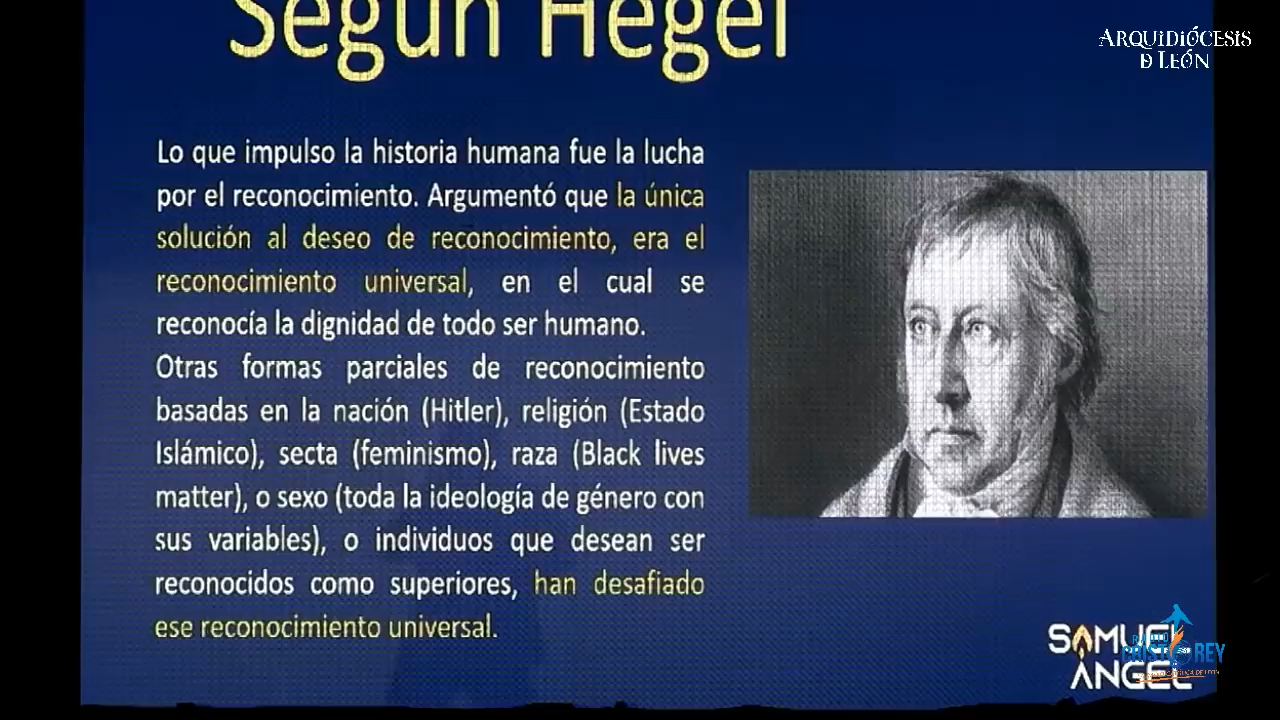 Según Hegel
ARQUIDIÓCESIS
D LEÓN
Lo que impulso la historia humana fue la lucha
por el reconocimiento. Argumentó que la única
solución al deseo de reconocimiento, era el
reconocimiento universal, en el cual se
reconocía la dignidad de todo ser humano.
Otras formas parciales de reconocimiento
basadas en la nación (Hitler), religión (Estado
Islámico), secta (feminismo), raza (Black lives
matter), o sexo (toda la ideología de género con
sus variables), o individuos que desean ser
reconocidos como superiores, han desafiado
ese reconocimiento universal.
SAMUEL
ÁNGEL
RADIO
CRISTO REY